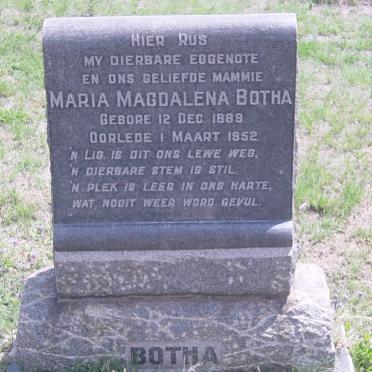 HIER RUS
MY DIERBARE EGGENOTE
EN ONS GELIEFDE MAMMIE
MARIA MAGDALENA BOTHA
GEBORE 12 DEC. 1889.
OORLEDE 1 MAART 1952.
'N LIG IS UIT ONS LEWE WEG,
'N DIERBARE STEM IS STIL,
'N PLEK IS LEEG IN ONS HARTE,
WAT NOOIT WEER WORD GEVUL.
BOTHA